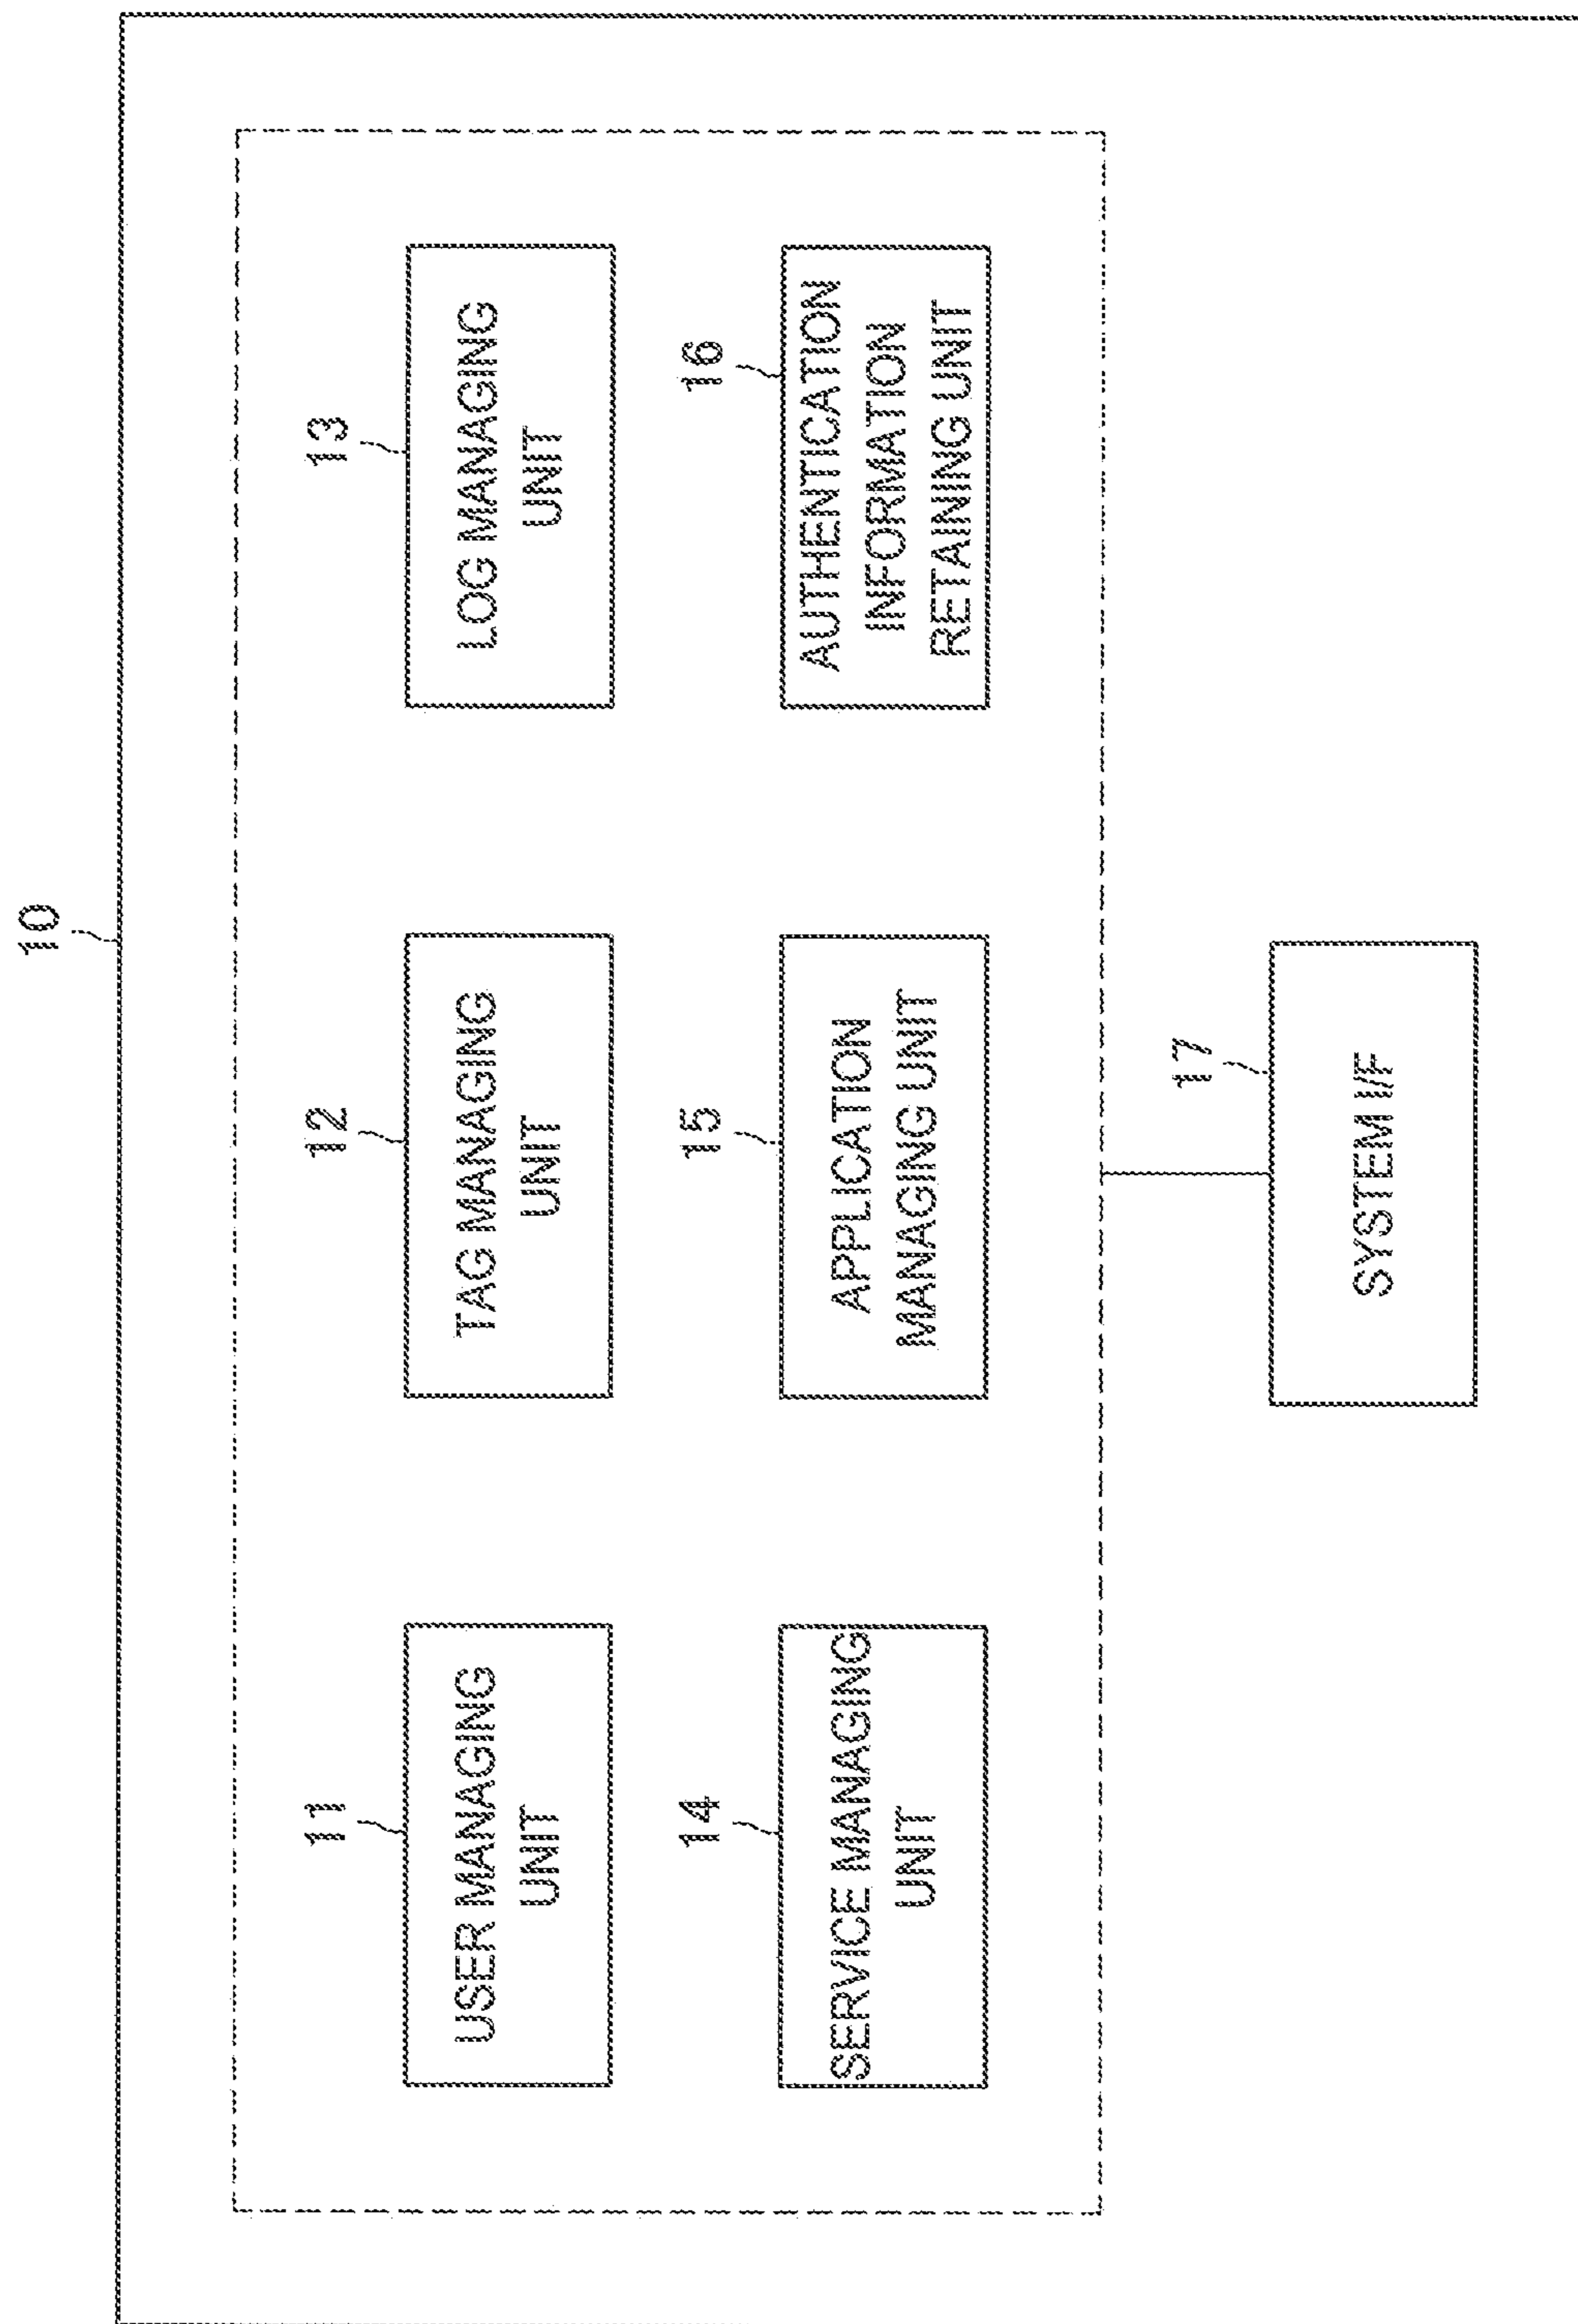 10
11
USER MANAGING
UNIT
12
TAG MANAGING
UNIT
13
LOG MANAGING
UNIT
14
SERVICE MANAGING
UNIT
15
APPLICATION
MANAGING UNIT
16
AUTHENTICATION
INFORMATION
RETAINING UNIT
17
SYSTEM I/F